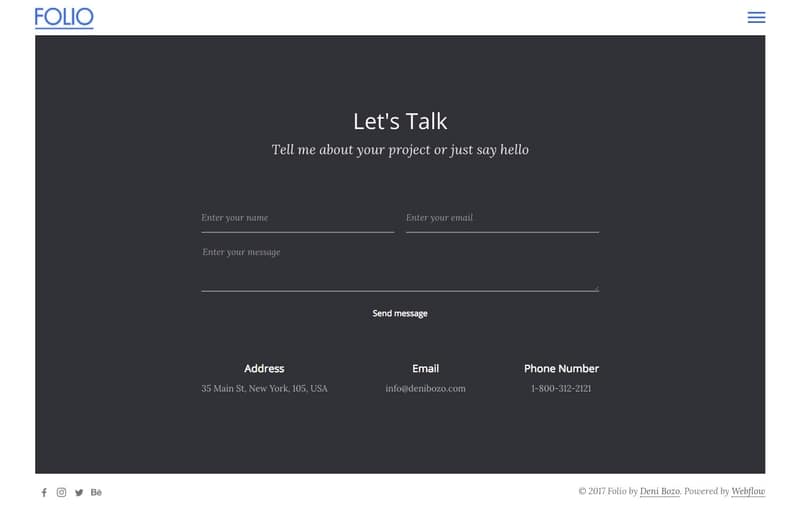 FOLIO
Let's Talk
Tell me about your project or just say hello
Enter your name
Enter your email
Enter your message
Send message
Address
Email
Phone Number
35 Main St, New York, 105, USA
info@denibozo.com
1-800-312-2121
Bē
© 2017 Folio by Deni Bozo. Powered by Webflow